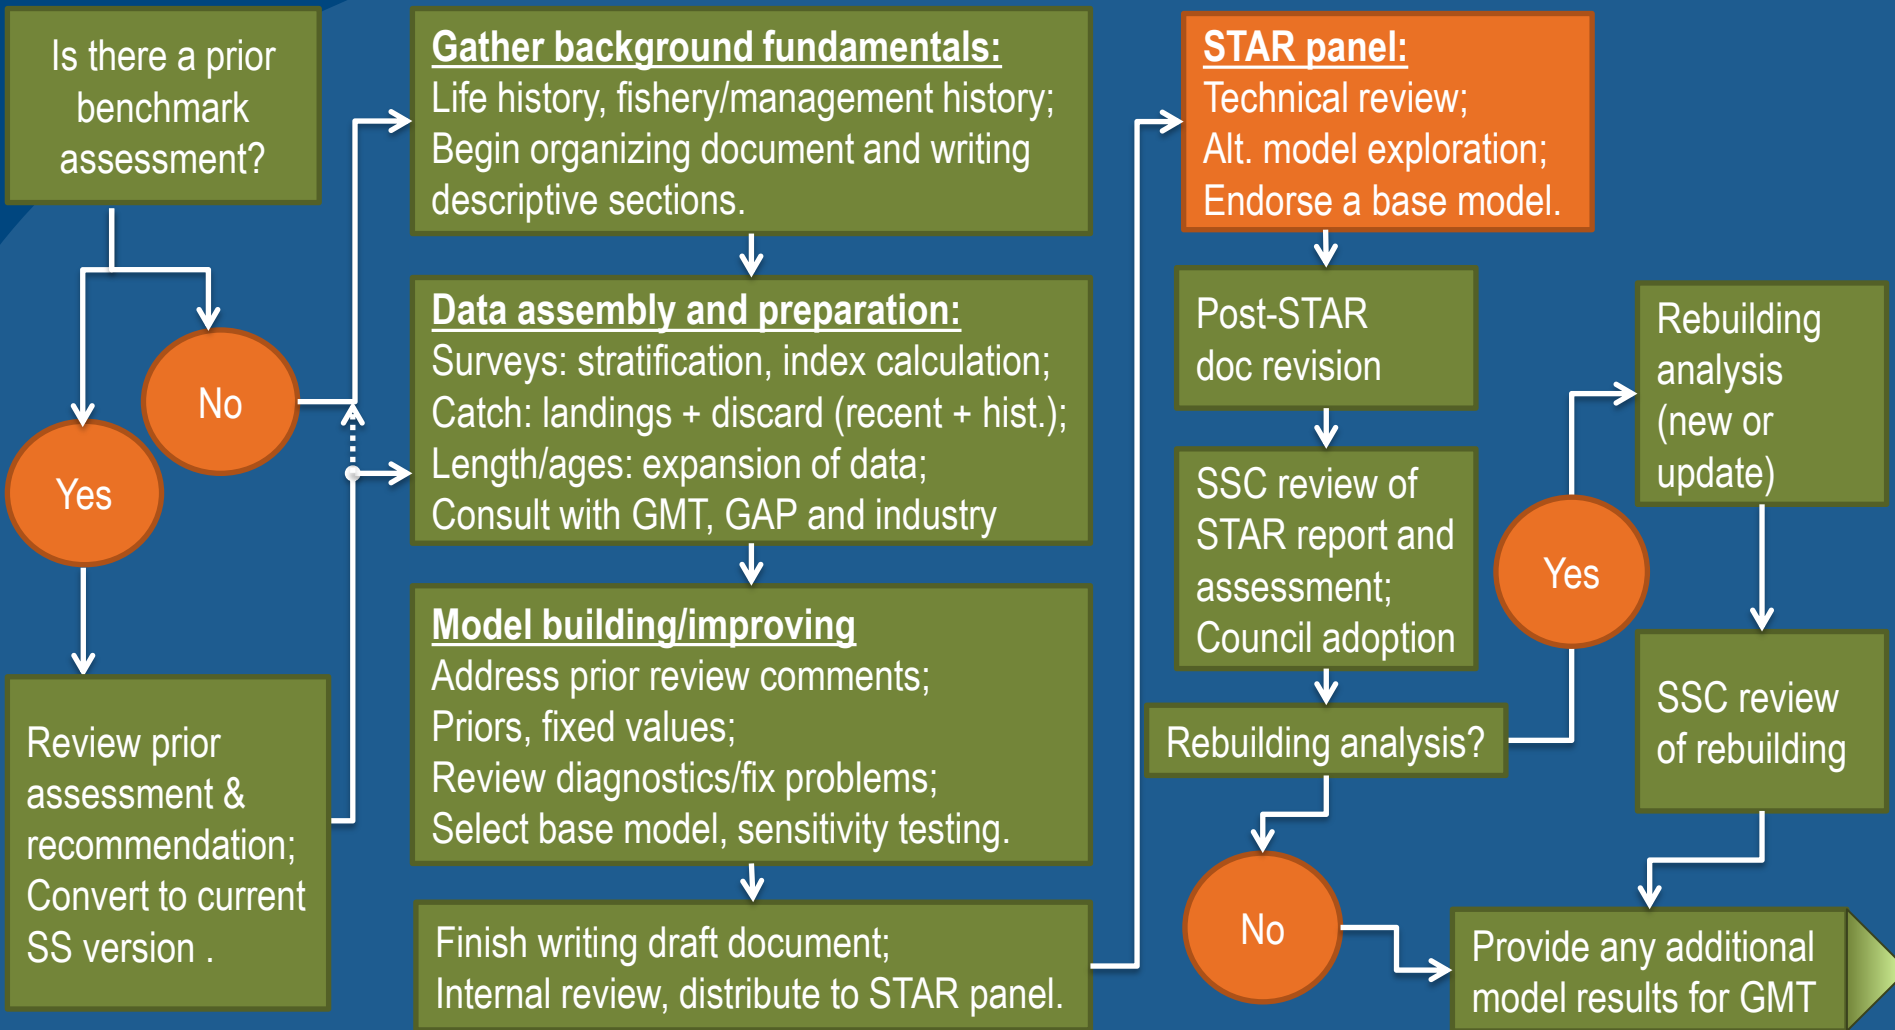 Is there a prior
benchmark
assessment?
No
Yes
Review prior
assessment &
recommendation;
Convert to current
SS version .
Gather background fundamentals:
Life history, fishery/management history;
Begin organizing document and writing
descriptive sections.
Data assembly and preparation:
Surveys: stratification, index calculation;
Catch: landings + discard (recent + hist.);
Length/ages: expansion of data;
Consult with GMT, GAP and industry
Model building/improving
Address prior review comments;
Priors, fixed values;
Review diagnostics/fix problems;
Select base model, sensitivity testing.
Finish writing draft document;
Internal review, distribute to STAR panel.
STAR panel:
Technical review;
Alt. model exploration;
Endorse a base model.
Post-STAR
doc revision
SSC review of
STAR report and
assessment;
Council adoption
Rebuilding analysis?
No
Yes
Rebuilding
analysis
(new or
update)
SSC review
of rebuilding
Provide any additional
model results for GMT